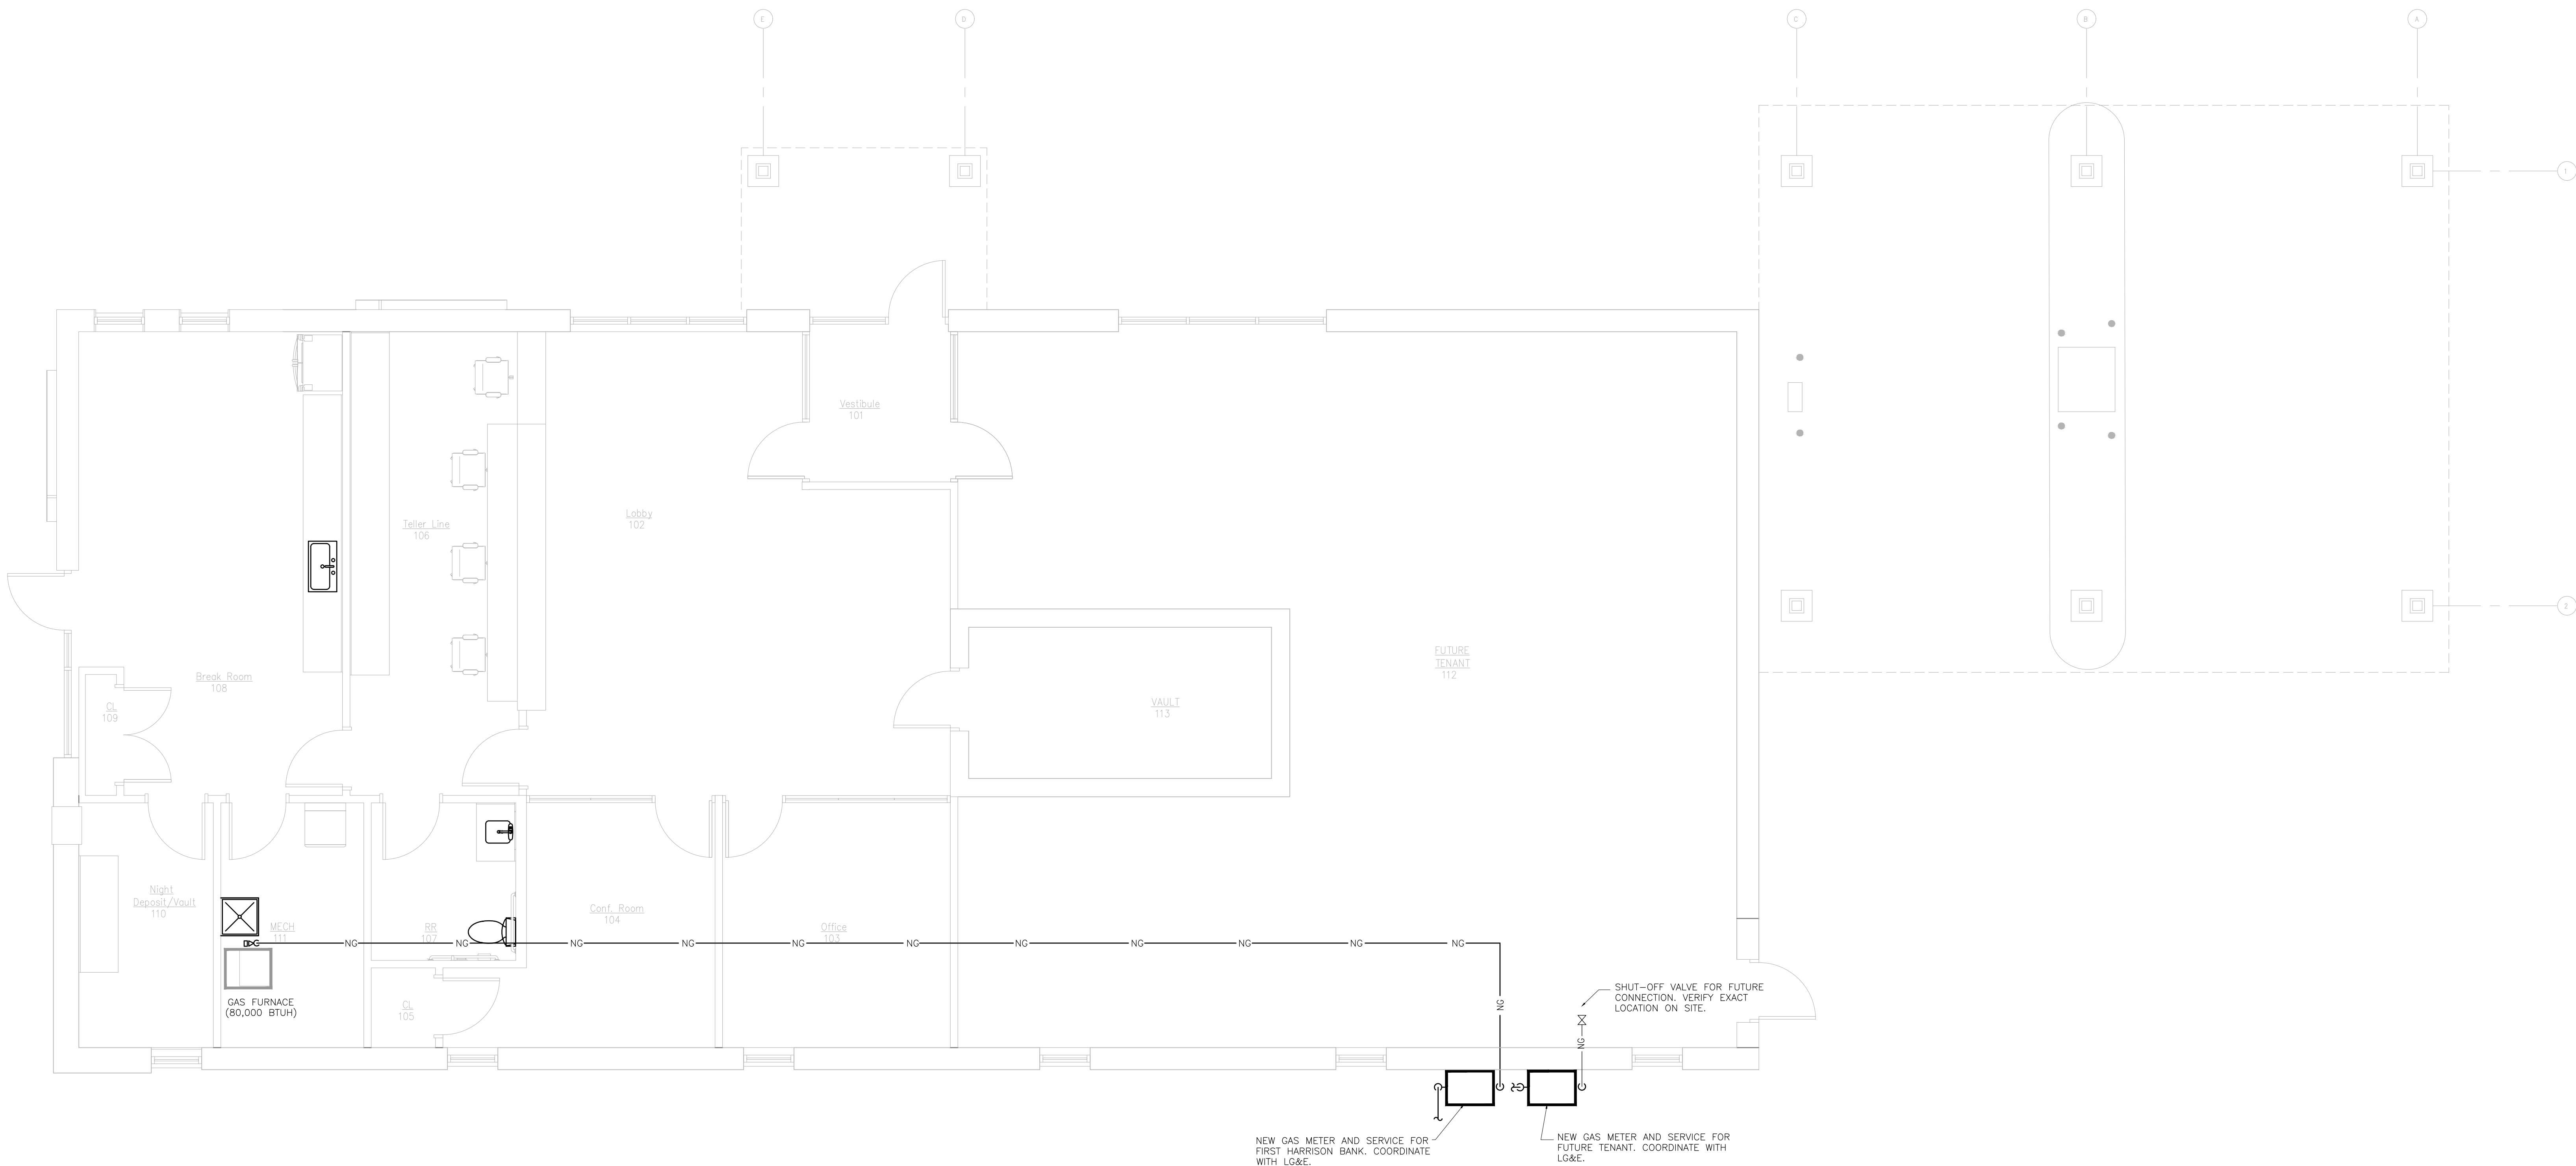 E
D
C
B
A
1
2
Vestibule
101
Lobby
102
Teller Line
106
FUTURE
TENANT
112
Break Room
108
VAULT
113
CL
109
Night
Deposit/Vault
110
MECH
111
RR
107
Conf. Room
104
Office
103
NG
NG
NG
NG
NG
NG
NG
NG
NG
NG
NG
GAS FURNACE
(80,000 BTUH)
CL
105
NG
SHUT-OFF VALVE FOR FUTURE
CONNECTION. VERIFY EXACT
LOCATION ON SITE.
NG
NEW GAS METER AND SERVICE FOR
FIRST HARRISON BANK. COORDINATE
WITH LG&E.
NEW GAS METER AND SERVICE FOR
FUTURE TENANT. COORDINATE WITH
LG&E.